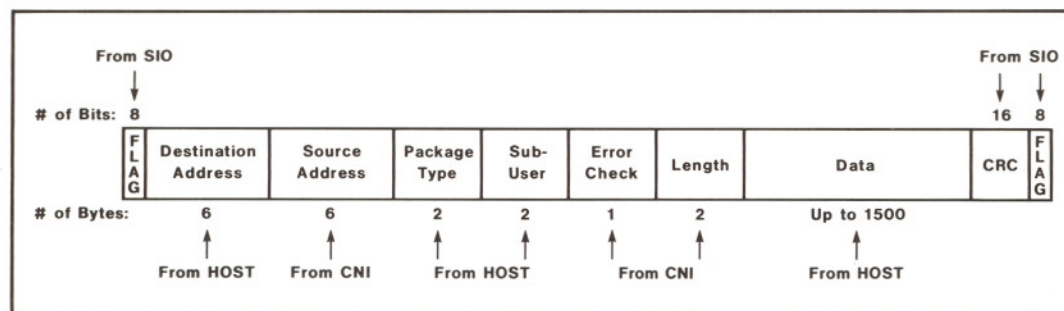 From SIO From SIO
# of Bits: 8 16 8
FLAG Destination Address Source Address Package Type Sub-User Error Check Length Data CRC FLAG
# of Bytes: 6 6 2 2 1 2 Up to 1500
From HOST From CNI From HOST From CNI From HOST